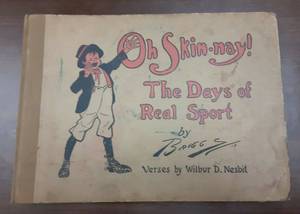 Oh Skin-nay!
The Days of
Real Sport
by
Briggs
Verses by Wilbur D. Nesbit